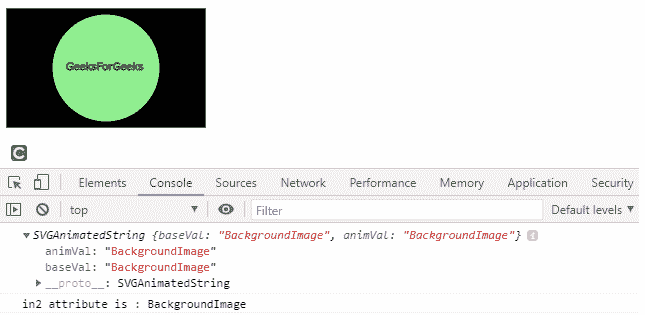 GeeksForGeeks
Elements Console Sources Network Performance Memory Application Security
top Filter Default levels
SVGAnimatedString {baseVal: "BackgroundImage", animVal: "BackgroundImage"}
animVal: "BackgroundImage"
baseVal: "BackgroundImage"
__proto__: SVGAnimatedString
in2 attribute is : BackgroundImage